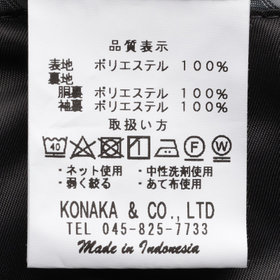 品質表示
表地 ポリエステル 100%
裏地
胴裏 ポリエステル 100%
袖裏 ポリエステル 100%
取扱い方
40 F W
・ネット使用 ・中性洗剤使用
・弱く絞る ・あて布使用
KONAKA & CO., LTD
TEL 045-825-7733
Made in Indonesia